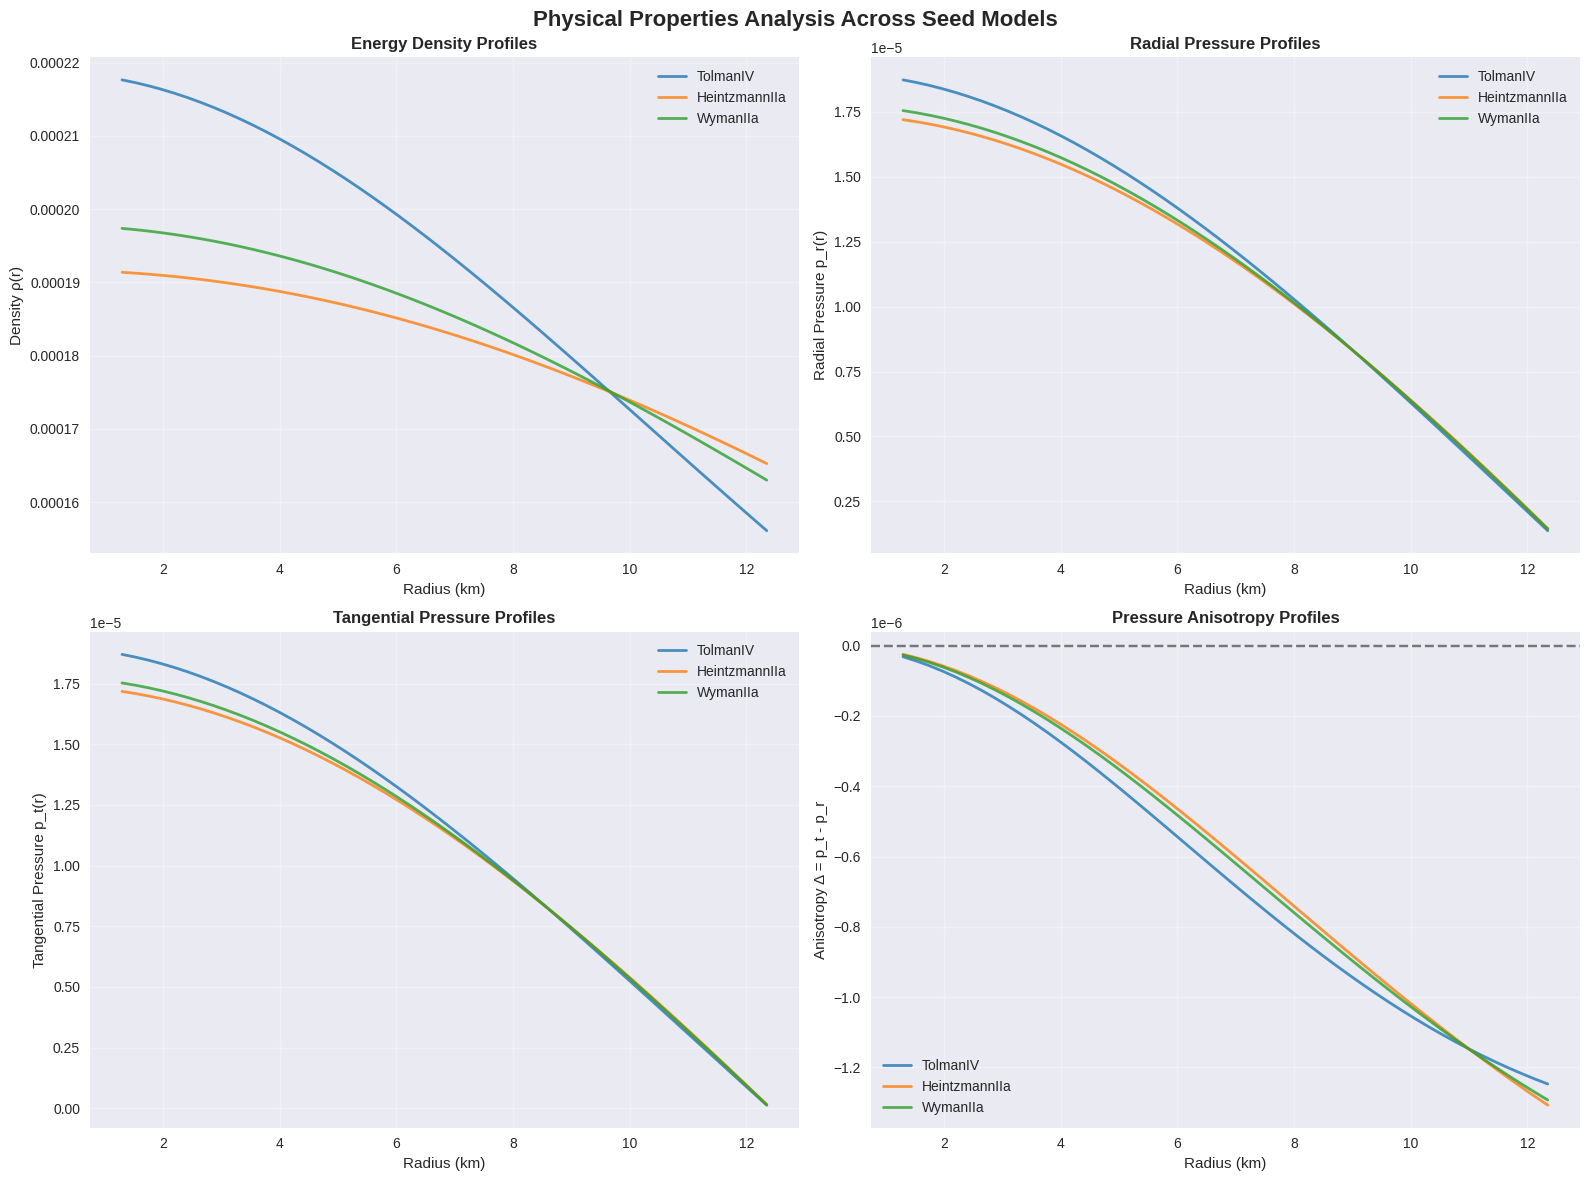 Physical Properties Analysis Across Seed Models
Energy Density Profiles
0.00022
0.00021
0.00020
0.00019
0.00018
0.00017
0.00016
Density ρ(r)
TolmanIV
HeintzmannIIa
WymanIIa
2 4 6 8 10 12
Radius (km)
Radial Pressure Profiles
1e−5
1.75
1.50
1.25
1.00
0.75
0.50
0.25
Radial Pressure p_r(r)
TolmanIV
HeintzmannIIa
WymanIIa
2 4 6 8 10 12
Radius (km)
Tangential Pressure Profiles
1e−5
1.75
1.50
1.25
1.00
0.75
0.50
0.25
0.00
Tangential Pressure p_t(r)
TolmanIV
HeintzmannIIa
WymanIIa
2 4 6 8 10 12
Radius (km)
Pressure Anisotropy Profiles
1e−6
0.0
−0.2
−0.4
−0.6
−0.8
−1.0
−1.2
Anisotropy Δ = p_t - p_r
TolmanIV
HeintzmannIIa
WymanIIa
2 4 6 8 10 12
Radius (km)